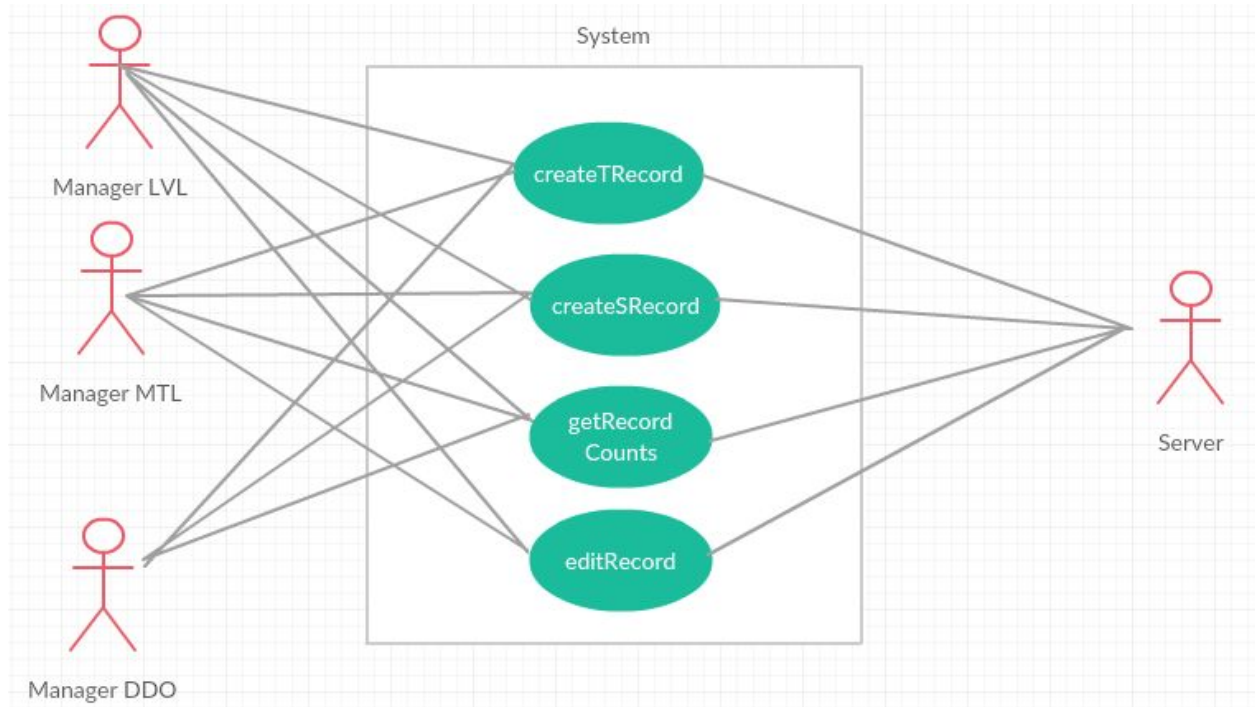 System
Manager LVL
Manager MTL
Manager DDO
createTRecord
createSRecord
getRecord
Counts
editRecord
Server